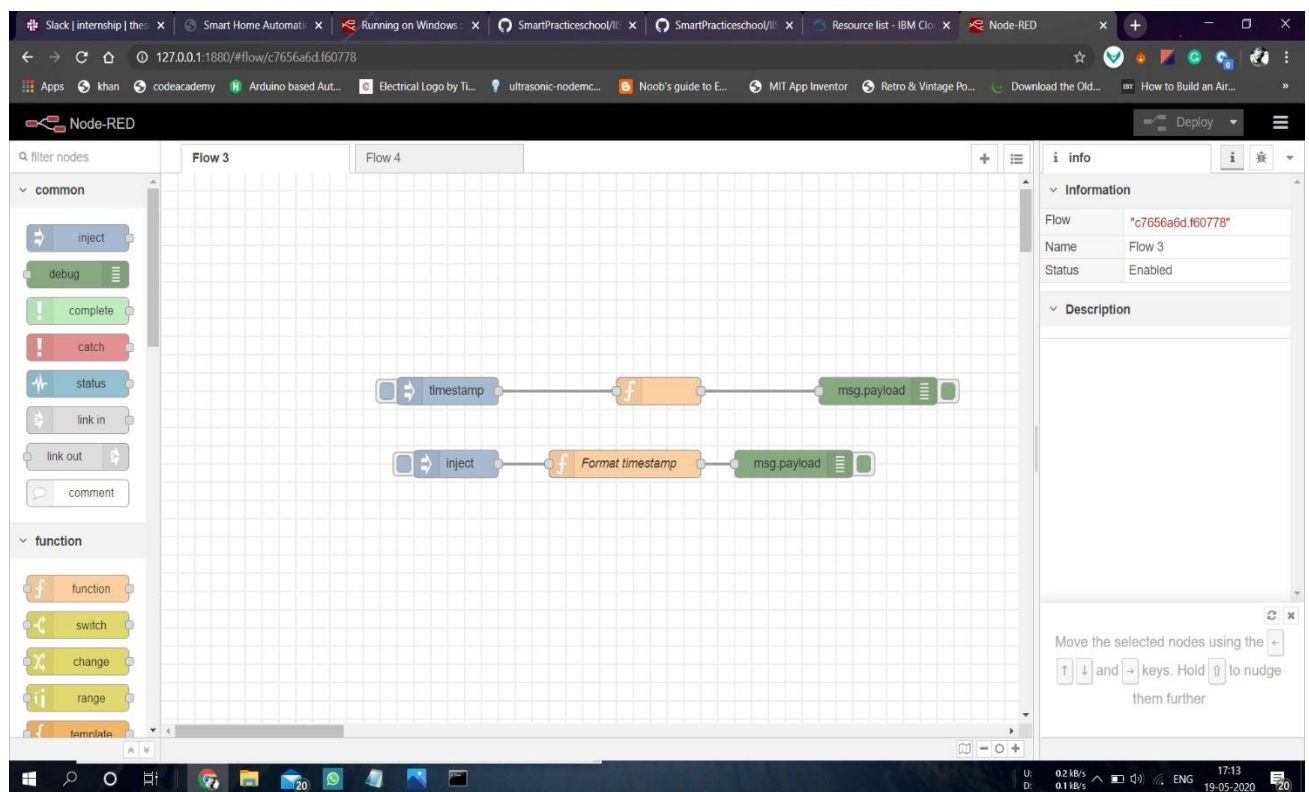 Slack | internship | thes
Smart Home Automatic
Running on Windows :
SmartPracticeschool/IIS
SmartPracticeschool/IIS
Resource list - IBM Clo
Node-RED
127.0.0.1:1880/#flow/c7656a6d.f60778
Apps
khan
codeacademy
Arduino based Aut...
Electrical Logo by Ti...
ultrasonic-nodemc...
Noob's guide to E...
MIT App Inventor
Retro & Vintage Po...
Download the Old...
How to Build an Air...
»
Node-RED
Deploy
filter nodes
Flow 3
Flow 4
i info
common
Information
inject
Flow "c7656a6d.f60778"
Name Flow 3
debug
Status Enabled
complete
Description
catch
status
timestamp
f
msg.payload
link in
link out
inject
f Format timestamp
msg.payload
comment
function
f function
switch
change
range
template
Move the selected nodes using the ←
↑ ↓ and → keys. Hold ⇧ to nudge
them further
20
U: 0.2 kB/s
D: 0.1 kB/s
ENG
17:13
19-05-2020
20